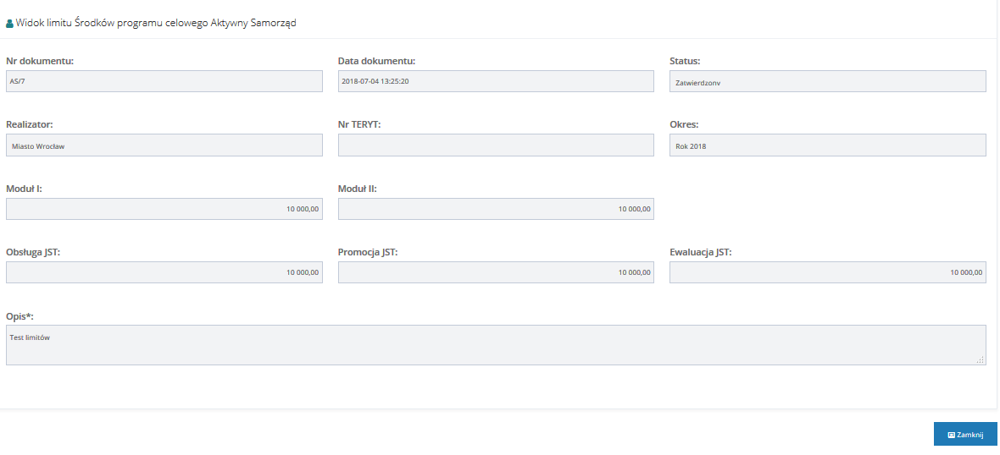 Widok limitu Środków programu celowego Aktywny Samorząd
Nr dokumentu: Data dokumentu: Status:
AS/7 2018-07-04 13:25:20 Zatwierdzony
Realizator: Nr TERYT: Okres:
Miasto Wrocław Rok 2018
Moduł I: Moduł II:
10 000,00 10 000,00
Obsługa JST: Promocja JST: Ewaluacja JST:
10 000,00 10 000,00 10 000,00
Opis*:
Test limitów
Zamknij